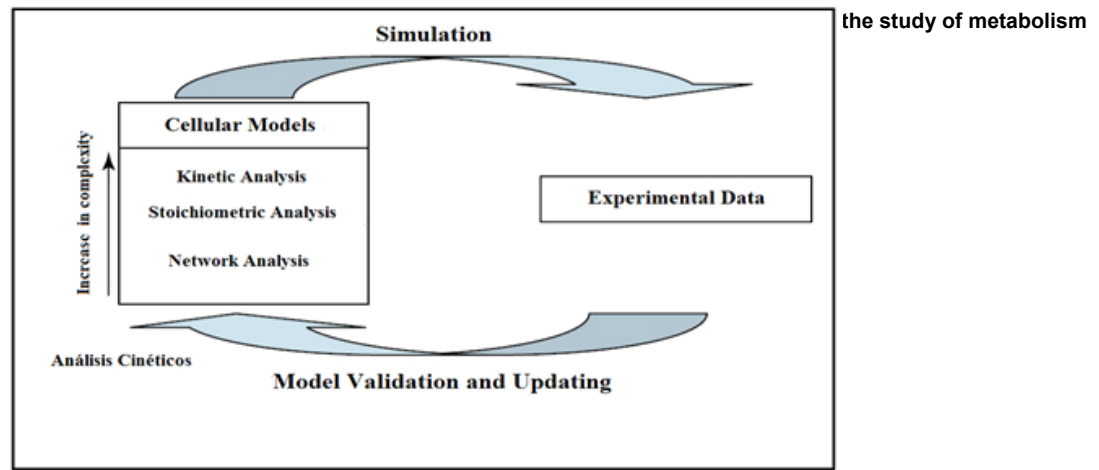 the study of metabolism
Simulation
Cellular Models
Increase in complexity
Kinetic Analysis
Stoichiometric Analysis
Network Analysis
Experimental Data
Análisis Cinéticos
Model Validation and Updating